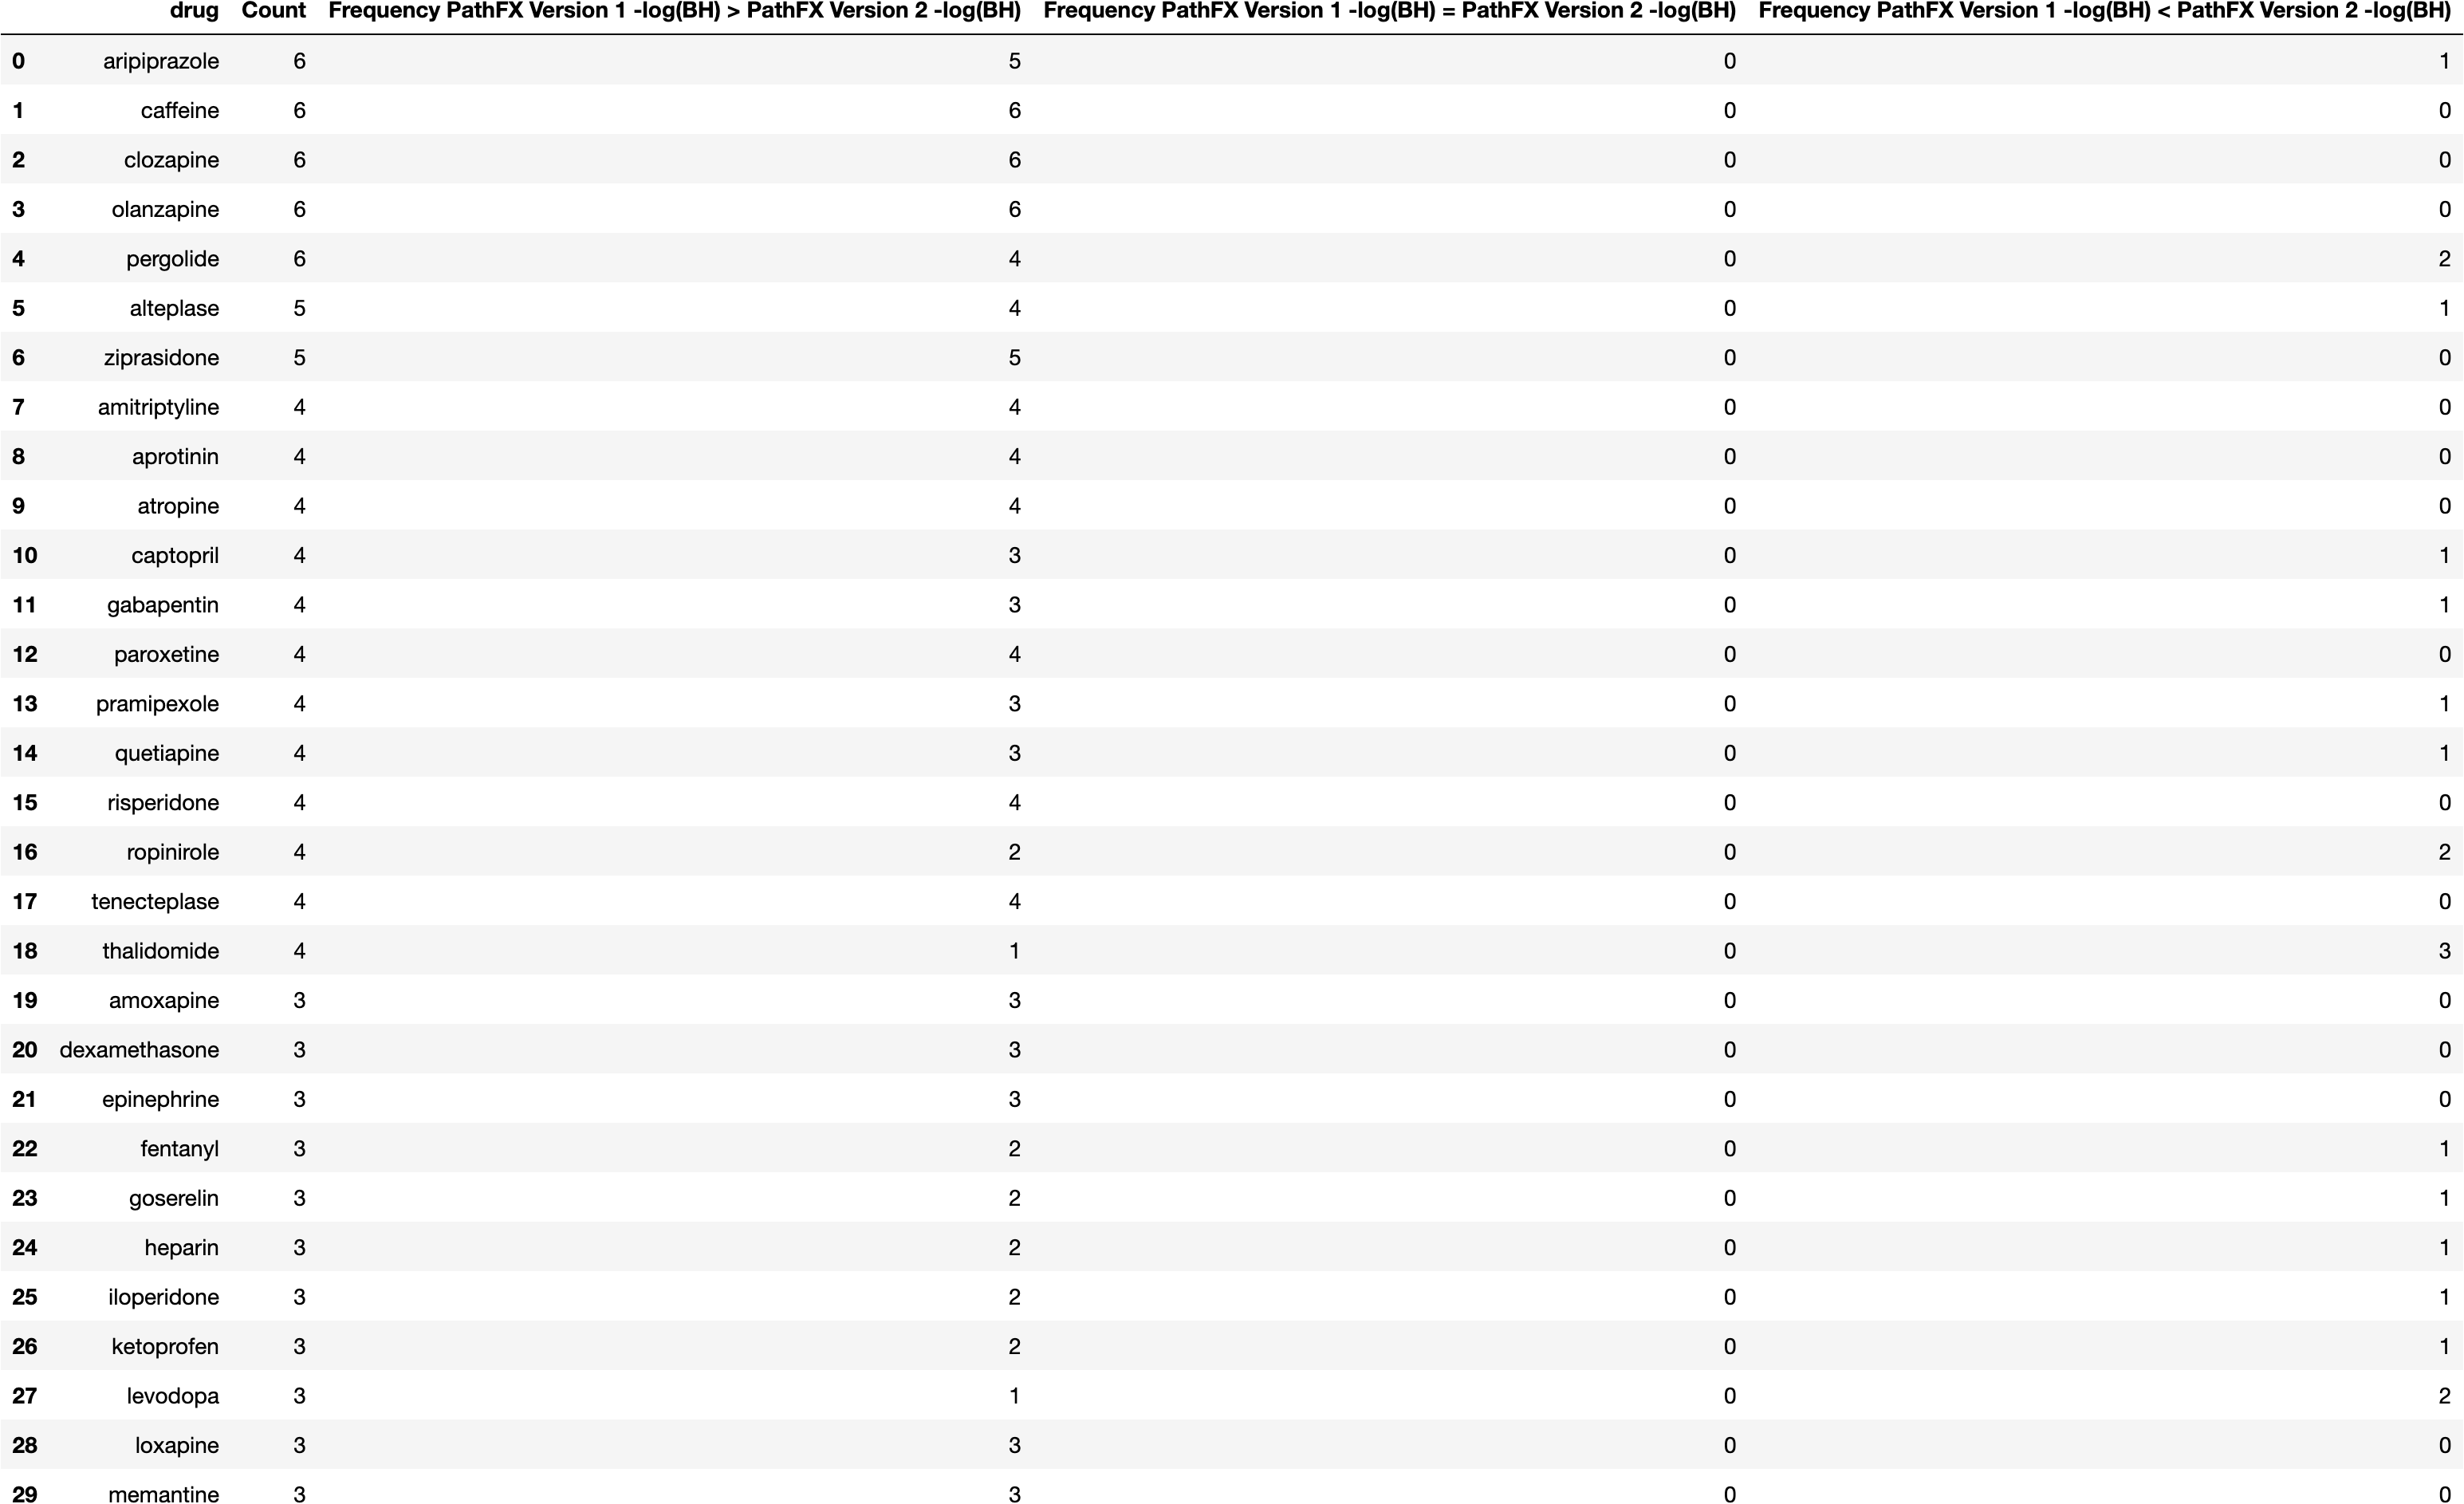 drug Count Frequency PathFX Version 1 -log(BH) > PathFX Version 2 -log(BH) Frequency PathFX Version 1 -log(BH) = PathFX Version 2 -log(BH) Frequency PathFX Version 1 -log(BH) < PathFX Version 2 -log(BH)
0 aripiprazole 6 5 0 1
1 caffeine 6 6 0 0
2 clozapine 6 6 0 0
3 olanzapine 6 6 0 0
4 pergolide 6 4 0 2
5 alteplase 5 4 0 1
6 ziprasidone 5 5 0 0
7 amitriptyline 4 4 0 0
8 aprotinin 4 4 0 0
9 atropine 4 4 0 0
10 captopril 4 3 0 1
11 gabapentin 4 3 0 1
12 paroxetine 4 4 0 0
13 pramipexole 4 3 0 1
14 quetiapine 4 3 0 1
15 risperidone 4 4 0 0
16 ropinirole 4 2 0 2
17 tenecteplase 4 4 0 0
18 thalidomide 4 1 0 3
19 amoxapine 3 3 0 0
20 dexamethasone 3 3 0 0
21 epinephrine 3 3 0 0
22 fentanyl 3 2 0 1
23 goserelin 3 2 0 1
24 heparin 3 2 0 1
25 iloperidone 3 2 0 1
26 ketoprofen 3 2 0 1
27 levodopa 3 1 0 2
28 loxapine 3 3 0 0
29 memantine 3 3 0 0